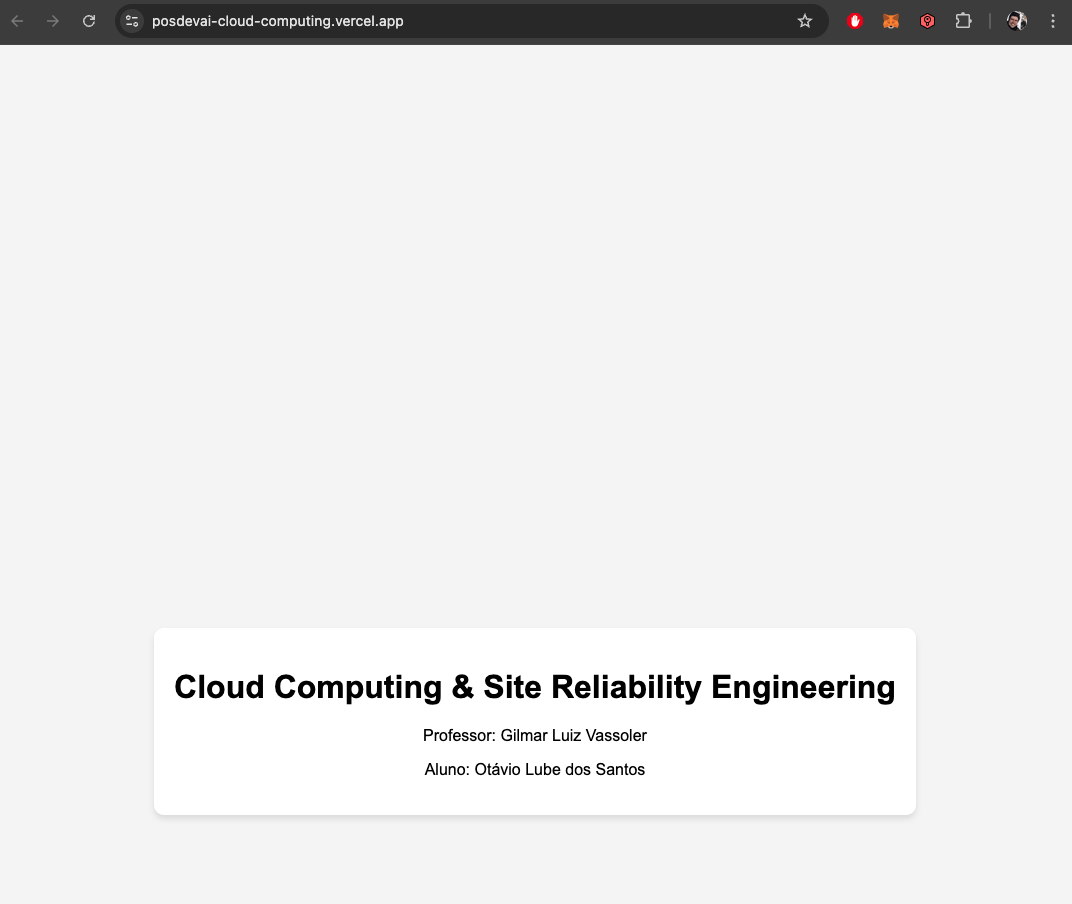 posdevai-cloud-computing.vercel.app
Cloud Computing & Site Reliability Engineering
Professor: Gilmar Luiz Vassoler
Aluno: Otávio Lube dos Santos